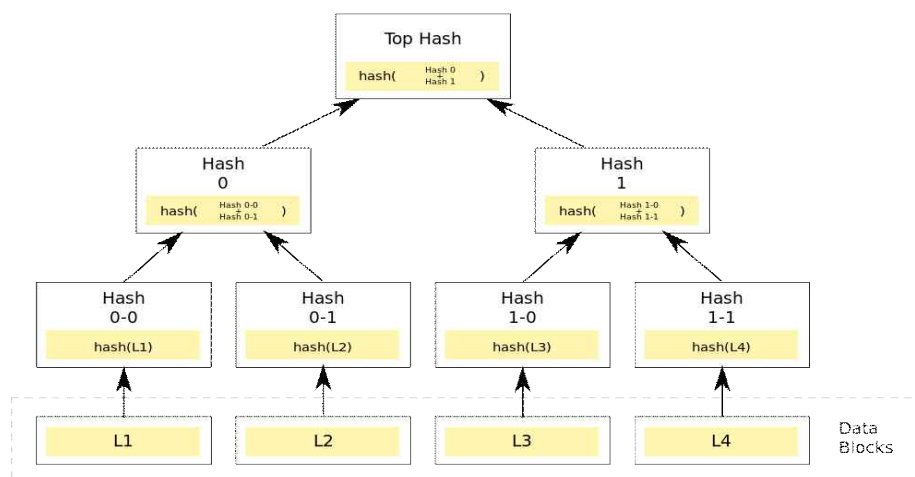 Top Hash
hash( Hash 0 + Hash 1 )
Hash
0
hash( Hash 0-0 + Hash 0-1 )
Hash
1
hash( Hash 1-0 + Hash 1-1 )
Hash
0-0
hash(L1)
Hash
0-1
hash(L2)
Hash
1-0
hash(L3)
Hash
1-1
hash(L4)
L1
L2
L3
L4
Data
Blocks